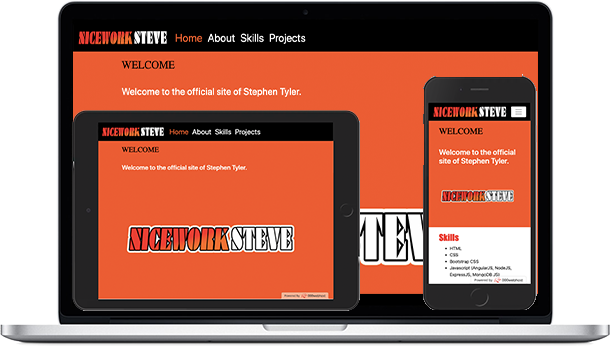 NICEWORK STEVE Home About Skills Projects
WELCOME
Welcome to the official site of Stephen Tyler.
STEVE
NICEWORK STEVE Home About Skills Projects
WELCOME
Welcome to the official site of Stephen Tyler.
NICEWORK STEVE
Powered by 000webhost
NICEWORK STEVE
WELCOME
Welcome to the official
site of Stephen Tyler.
NICEWORK STEVE
Skills
HTML
CSS
Bootstrap CSS
Javascript (AngularJS, NodeJS,
ExpressJS, MongoDB JS)
Powered by 000webhost